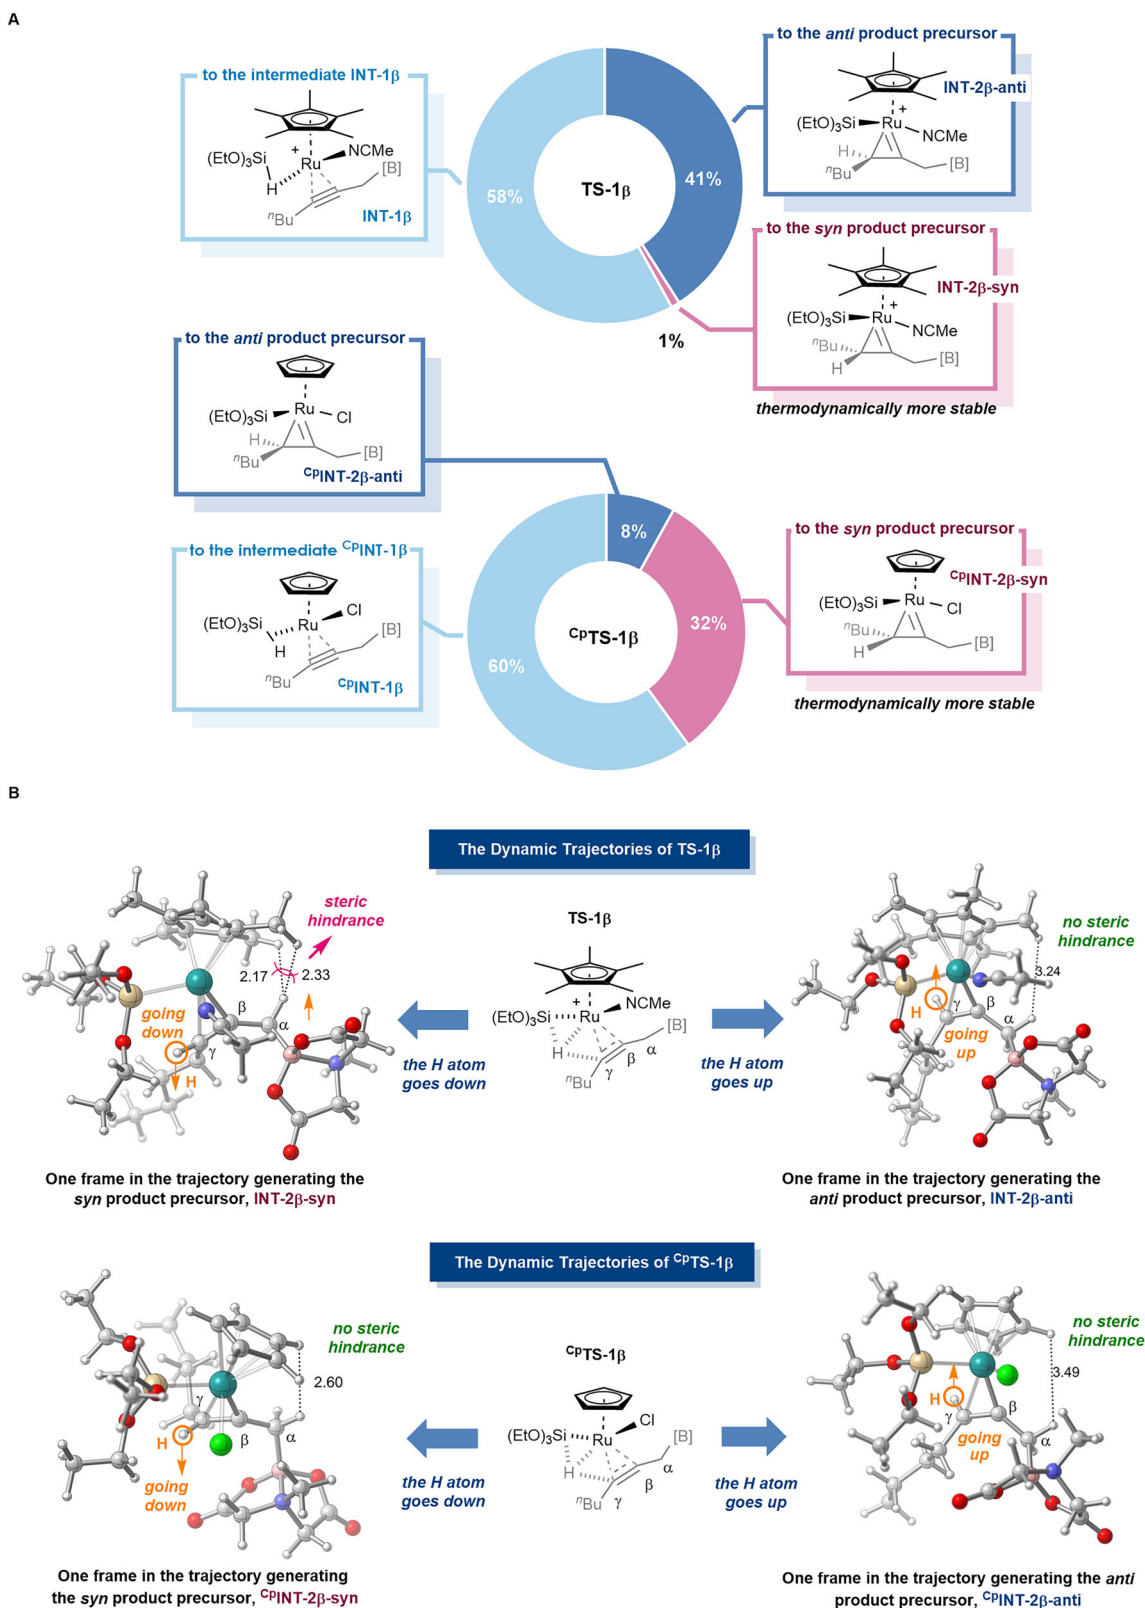 A
to the intermediate INT-1β
(EtO)3Si
H
+
Ru
NCMe
[B]
nBu
INT-1β
58%
TS-1β
41%
1%
to the anti product precursor
INT-2β-anti
+
(EtO)3Si
Ru
NCMe
H
nBu
[B]
to the syn product precursor
INT-2β-syn
+
(EtO)3Si
Ru
NCMe
nBu
H
[B]
thermodynamically more stable
to the anti product precursor
(EtO)3Si
Ru
Cl
H
nBu
[B]
CpINT-2β-anti
to the intermediate CpINT-1β
(EtO)3Si
H
Ru
Cl
[B]
nBu
CpINT-1β
8%
32%
60%
CpTS-1β
to the syn product precursor
CpINT-2β-syn
(EtO)3Si
Ru
Cl
nBu
H
[B]
thermodynamically more stable
B
The Dynamic Trajectories of TS-1β
steric
hindrance
2.17
2.33
going
down
H
γ
β
α
TS-1β
+
(EtO)3Si
Ru
NCMe
H
[B]
α
β
γ
nBu
the H atom
goes down
the H atom
goes up
no steric
hindrance
3.24
H
γ
β
α
going
up
One frame in the trajectory generating the
syn product precursor, INT-2β-syn
One frame in the trajectory generating the
anti product precursor, INT-2β-anti
The Dynamic Trajectories of CpTS-1β
no steric
hindrance
2.60
γ
β
α
H
going
down
CpTS-1β
(EtO)3Si
Ru
Cl
H
[B]
α
β
γ
nBu
the H atom
goes down
the H atom
goes up
no steric
hindrance
3.49
H
γ
β
α
going
up
One frame in the trajectory generating
the syn product precursor, CpINT-2β-syn
One frame in the trajectory generating the anti
product precursor, CpINT-2β-anti